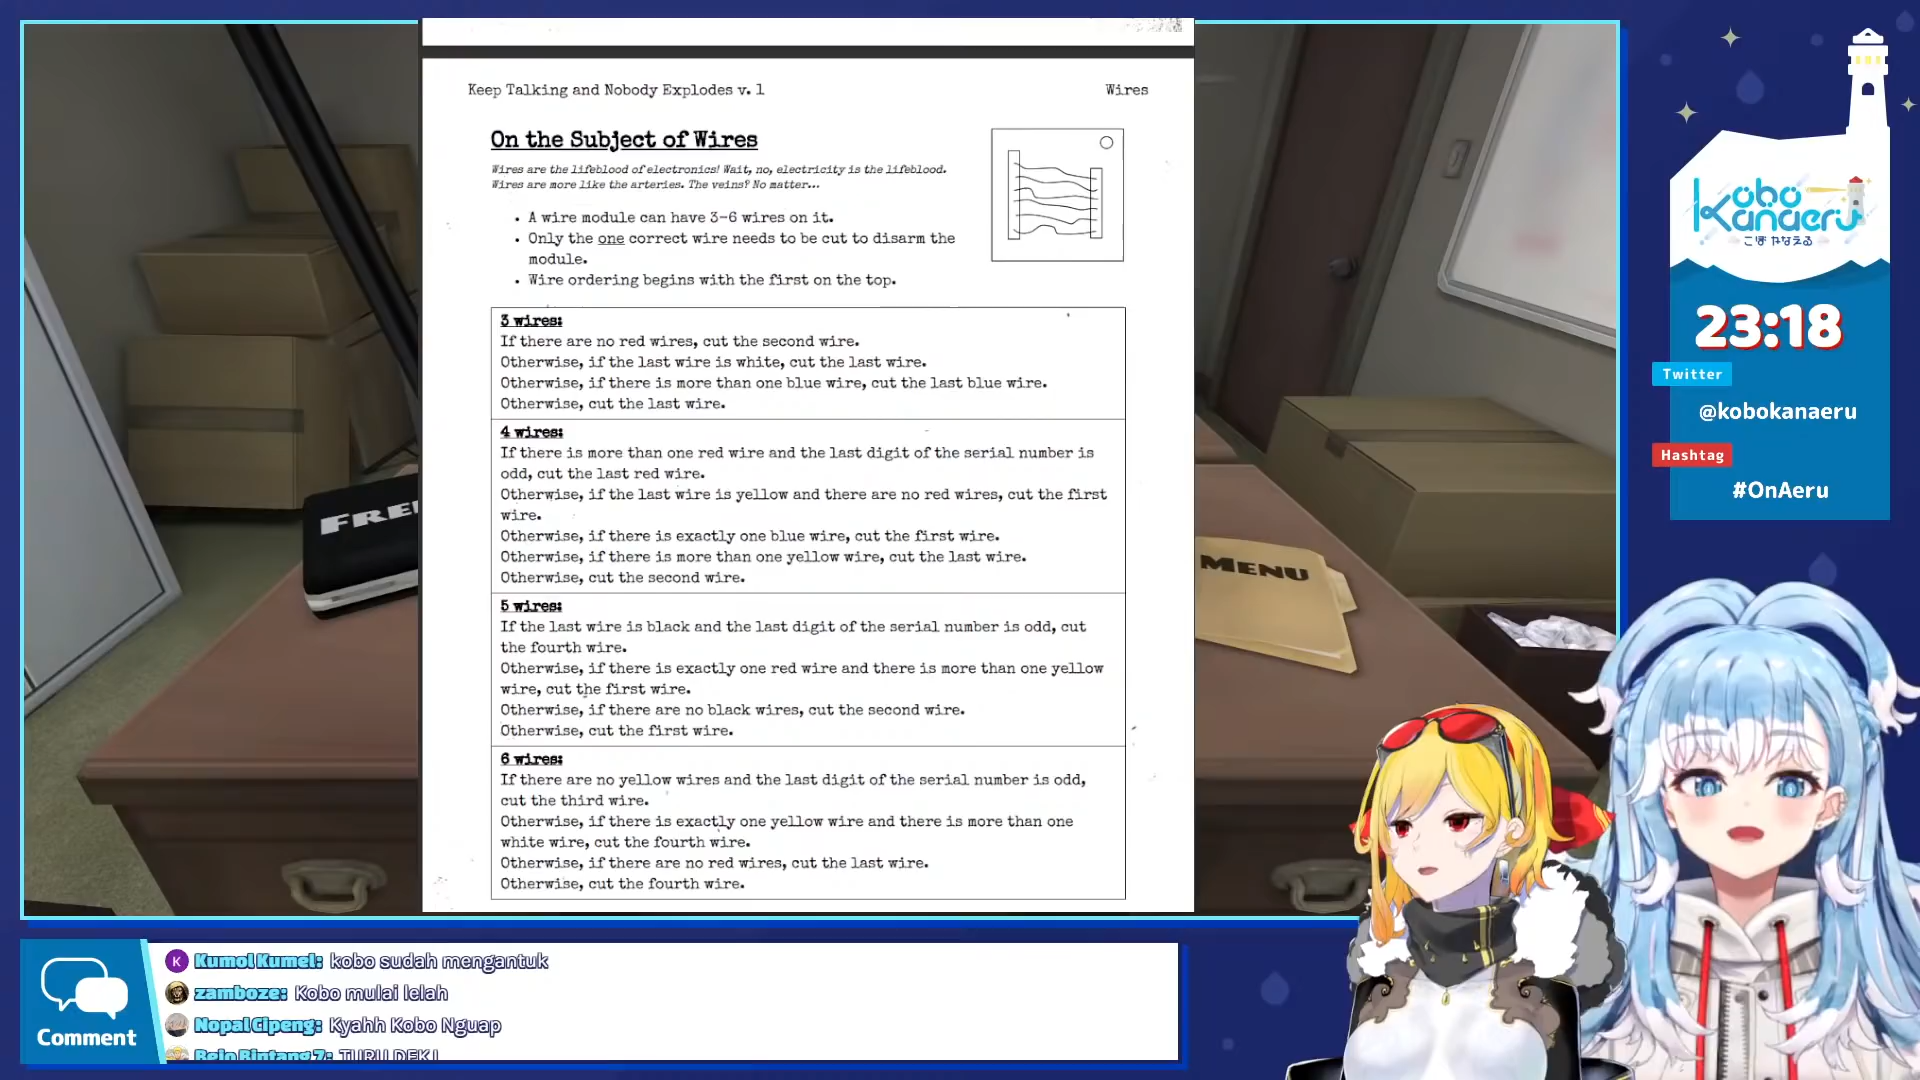 Keep Talking and Nobody Explodes v. 1
Wires
On the Subject of Wires
Wires are the lifeblood of electronics! Wait, no, electricity is the lifeblood.
Wires are more like the arteries. The veins? No matter...
• A wire module can have 3-6 wires on it.
• Only the one correct wire needs to be cut to disarm the
module.
• Wire ordering begins with the first on the top.
3 wires:
If there are no red wires, cut the second wire.
Otherwise, if the last wire is white, cut the last wire.
Otherwise, if there is more than one blue wire, cut the last blue wire.
Otherwise, cut the last wire.
4 wires:
If there is more than one red wire and the last digit of the serial number is
odd, cut the last red wire.
Otherwise, if the last wire is yellow and there are no red wires, cut the first
wire.
Otherwise, if there is exactly one blue wire, cut the first wire.
Otherwise, if there is more than one yellow wire, cut the last wire.
Otherwise, cut the second wire.
5 wires:
If the last wire is black and the last digit of the serial number is odd, cut
the fourth wire.
Otherwise, if there is exactly one red wire and there is more than one yellow
wire, cut the first wire.
Otherwise, if there are no black wires, cut the second wire.
Otherwise, cut the first wire.
6 wires:
If there are no yellow wires and the last digit of the serial number is odd,
cut the third wire.
Otherwise, if there is exactly one yellow wire and there is more than one
white wire, cut the fourth wire.
Otherwise, if there are no red wires, cut the last wire.
Otherwise, cut the fourth wire.
FREE
MENU
Kobo
Kanaeru
こぼ かなえる
23:18
Twitter
@kobokanaeru
Hashtag
#OnAeru
Comment
K
Kumol Kumel: kobo sudah mengantuk
zamboze: Kobo mulai lelah
Nopal Cipeng: Kyahh Kobo Nguap
TURU DEK!